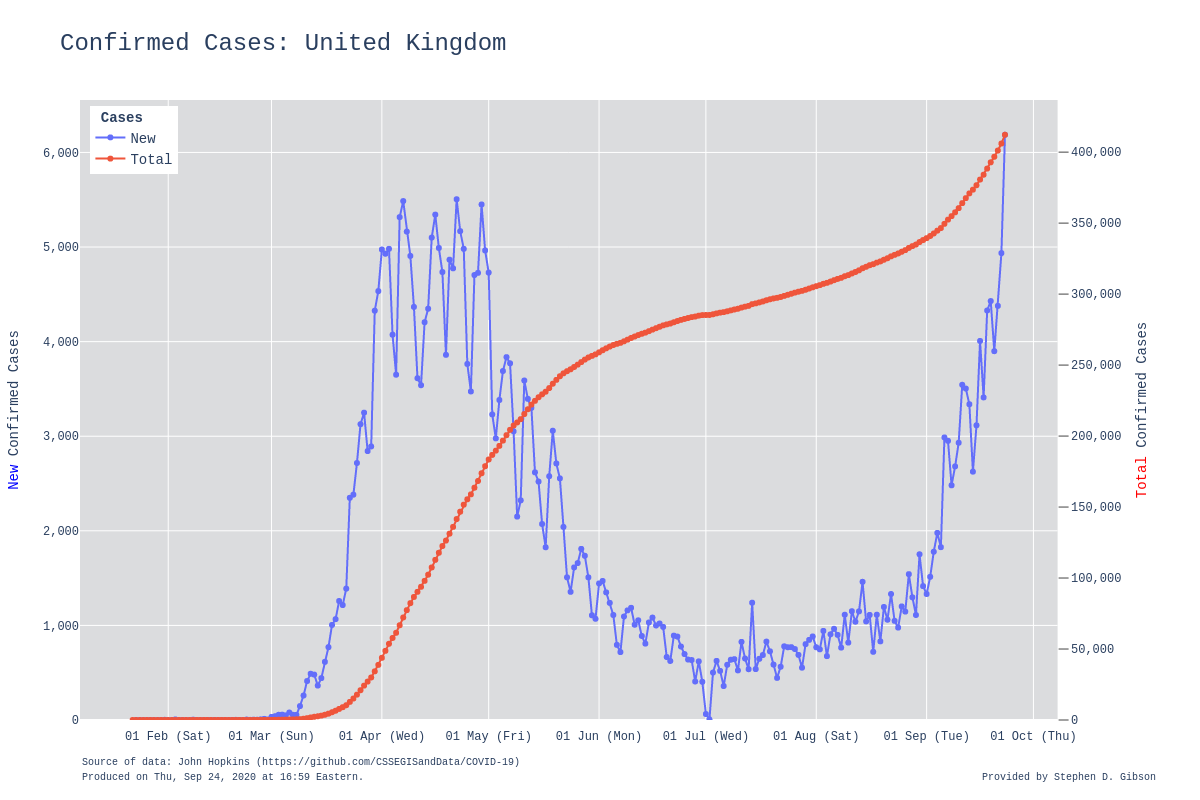 Confirmed Cases: United Kingdom
Cases
New
Total
6,000
5,000
4,000
3,000
2,000
1,000
0
400,000
350,000
300,000
250,000
200,000
150,000
100,000
50,000
0
New Confirmed Cases
Total Confirmed Cases
01 Feb (Sat) 01 Mar (Sun) 01 Apr (Wed) 01 May (Fri) 01 Jun (Mon) 01 Jul (Wed) 01 Aug (Sat) 01 Sep (Tue) 01 Oct (Thu)
Source of data: John Hopkins (https://github.com/CSSEGISandData/COVID-19)
Produced on Thu, Sep 24, 2020 at 16:59 Eastern.
Provided by Stephen D. Gibson